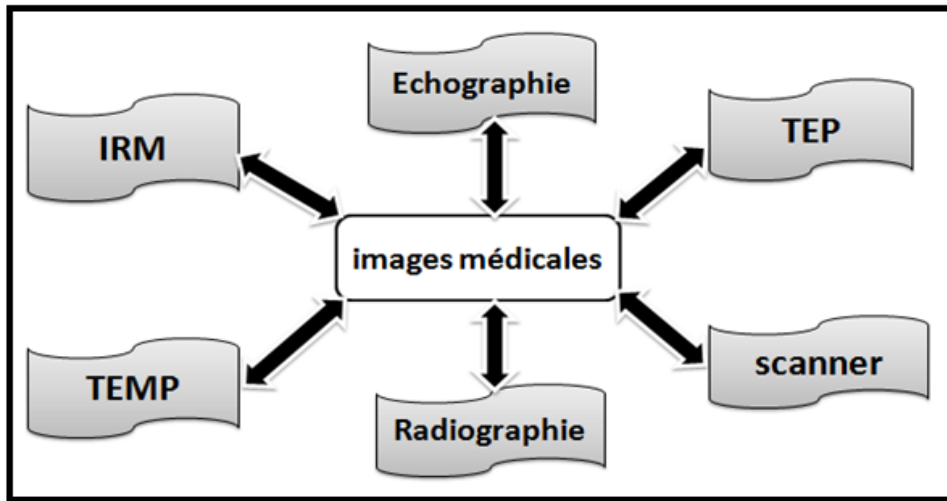 Echographie
IRM
TEP
images médicales
TEMP
scanner
Radiographie